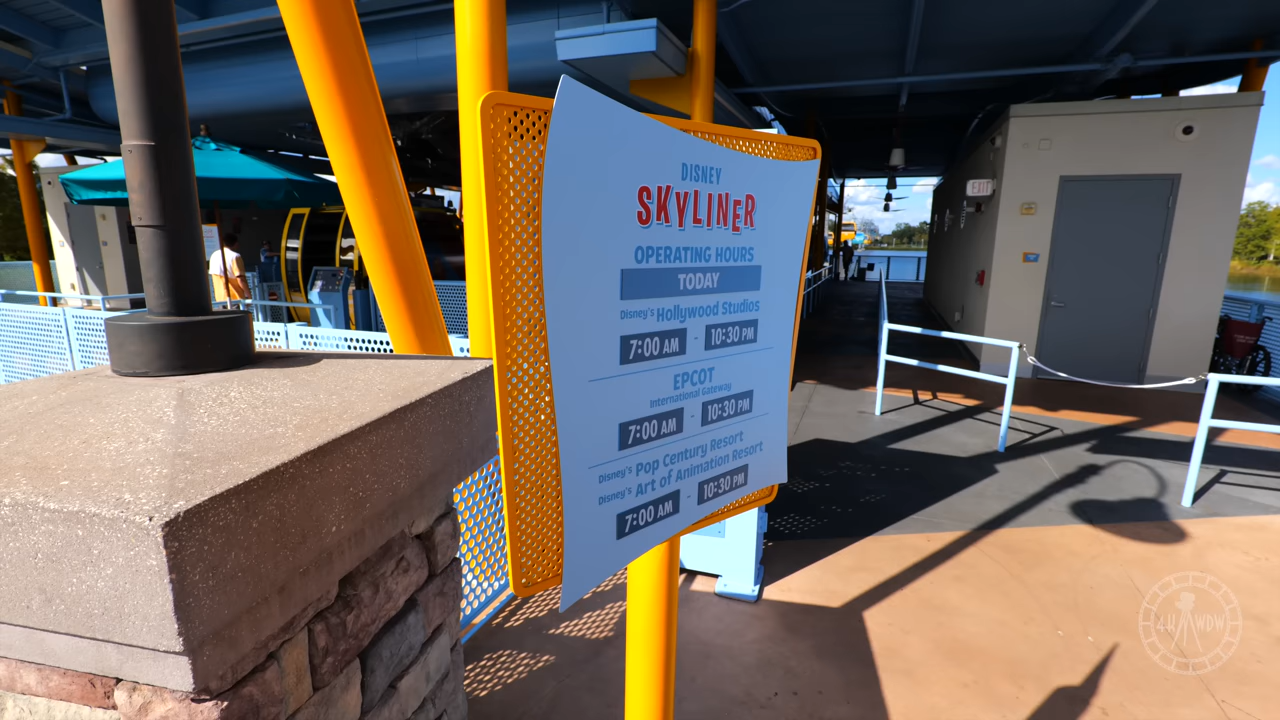 DISNEY
SKYLINER
OPERATING HOURS
TODAY
Disney's Hollywood Studios
7:00 AM - 10:30 PM
EPCOT
International Gateway
7:00 AM - 10:30 PM
Disney's Pop Century Resort
Disney's Art of Animation Resort
7:00 AM - 10:30 PM
EXIT
4H WDW